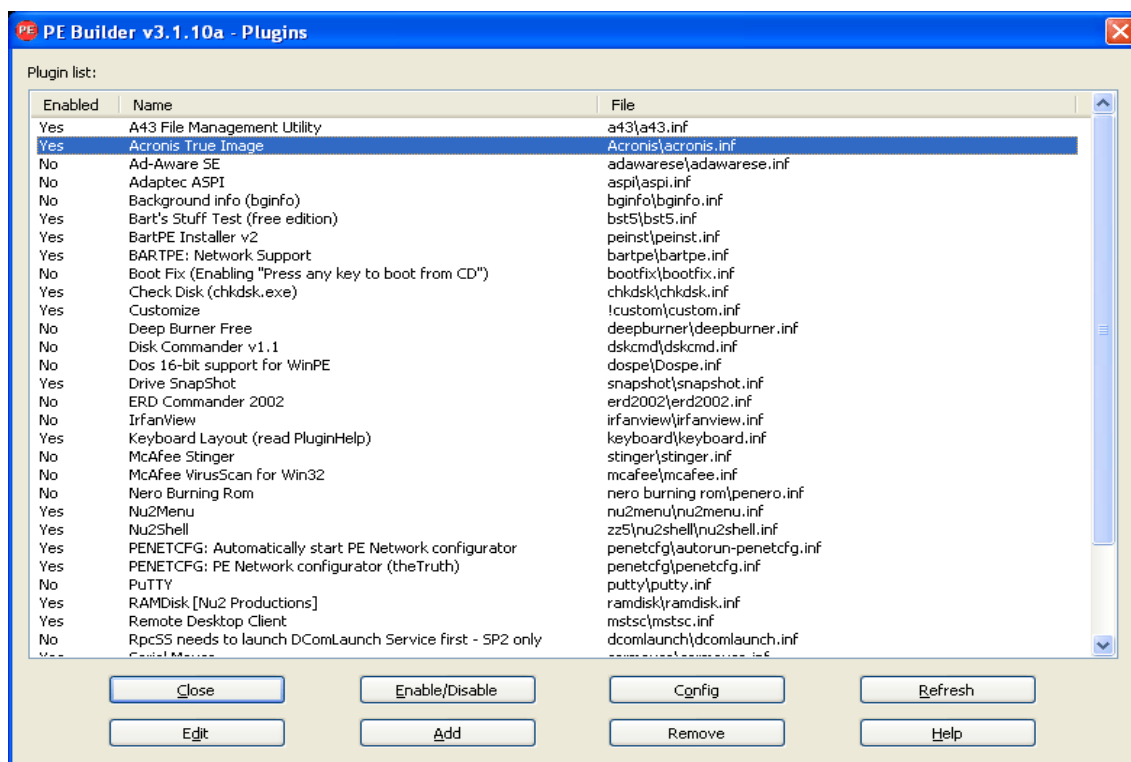 PE Builder v3.1.10a - Plugins
Plugin list:
Enabled Name File
Yes A43 File Management Utility a43\a43.inf
Yes Acronis True Image Acronis\acronis.inf
No Ad-Aware SE adawarese\adawarese.inf
No Adaptec ASPI aspi\aspi.inf
No Background info (bginfo) bginfo\bginfo.inf
Yes Bart's Stuff Test (free edition) bst5\bst5.inf
Yes BartPE Installer v2 peinst\peinst.inf
Yes BARTPE: Network Support bartpe\bartpe.inf
No Boot Fix (Enabling "Press any key to boot from CD") bootfix\bootfix.inf
Yes Check Disk (chkdsk.exe) chkdsk\chkdsk.inf
Yes Customize !custom\custom.inf
No Deep Burner Free deepburner\deepburner.inf
No Disk Commander v1.1 dskcmd\dskcmd.inf
No Dos 16-bit support for WinPE dospe\Dospe.inf
Yes Drive SnapShot snapshot\snapshot.inf
No ERD Commander 2002 erd2002\erd2002.inf
No IrfanView irfanview\irfanview.inf
Yes Keyboard Layout (read PluginHelp) keyboard\keyboard.inf
No McAfee Stinger stinger\stinger.inf
No McAfee VirusScan for Win32 mcafee\mcafee.inf
No Nero Burning Rom nero burning rom\penero.inf
Yes Nu2Menu nu2menu\nu2menu.inf
Yes Nu2Shell zz5\nu2shell\nu2shell.inf
Yes PENETCFG: Automatically start PE Network configurator penetcfg\autorun-penetcfg.inf
Yes PENETCFG: PE Network configurator (theTruth) penetcfg\penetcfg.inf
No PuTTY putty\putty.inf
Yes RAMDisk [Nu2 Productions] ramdisk\ramdisk.inf
Yes Remote Desktop Client mstsc\mstsc.inf
No RpcSS needs to launch DComLaunch Service first - SP2 only dcomlaunch\dcomlaunch.inf
Close Enable/Disable Config Refresh
Edit Add Remove Help